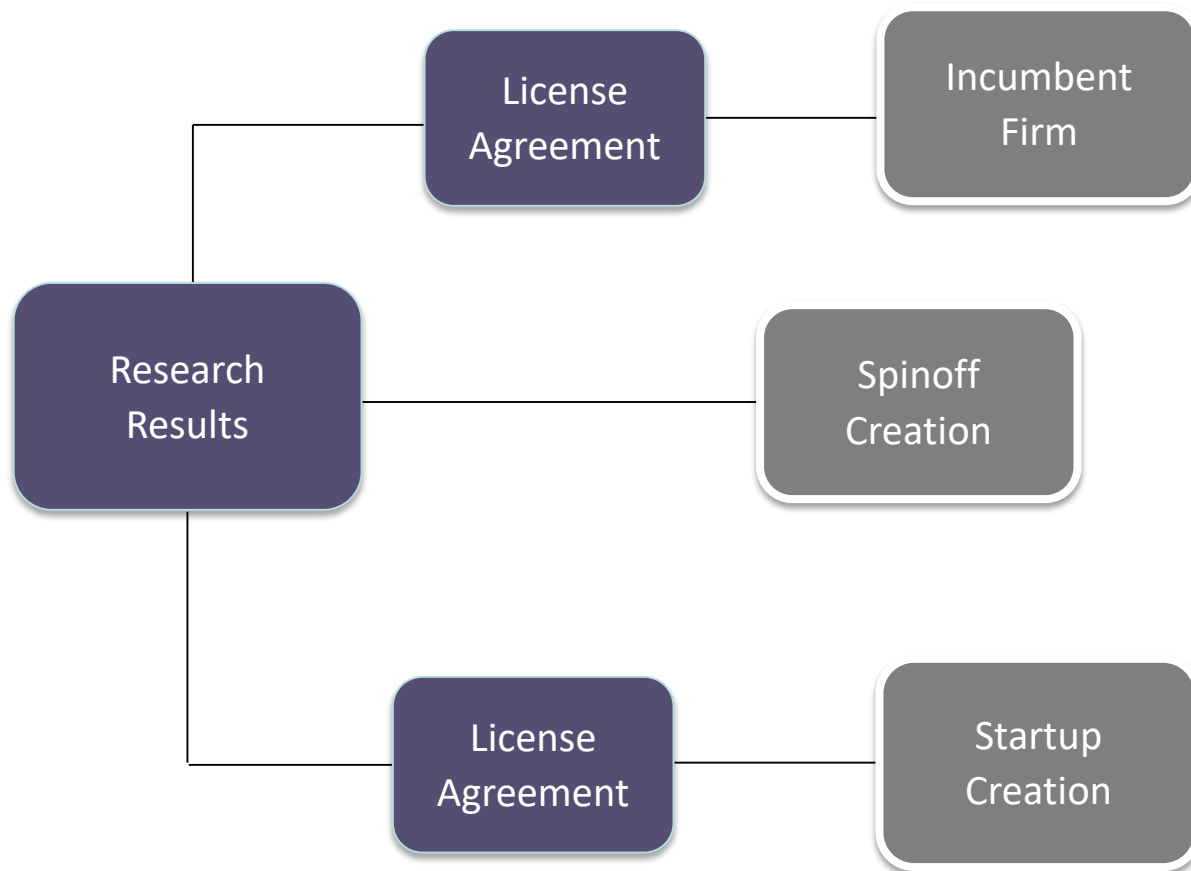 License
Agreement
Incumbent
Firm
Research
Results
Spinoff
Creation
License
Agreement
Startup
Creation